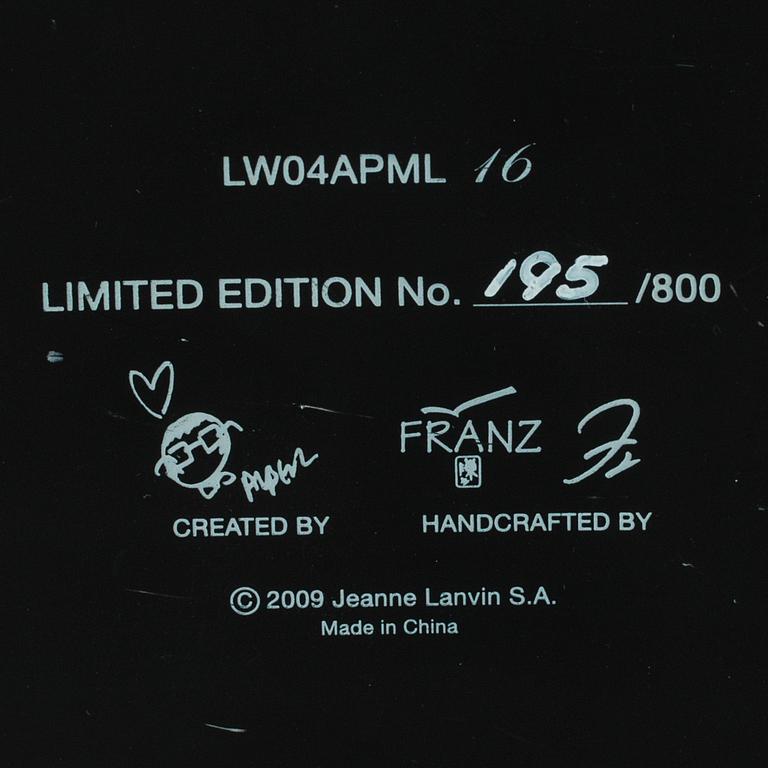 LW04APML 16
LIMITED EDITION No. 195 /800
FRANZ
CREATED BY
HANDCRAFTED BY
© 2009 Jeanne Lanvin S.A.
Made in China